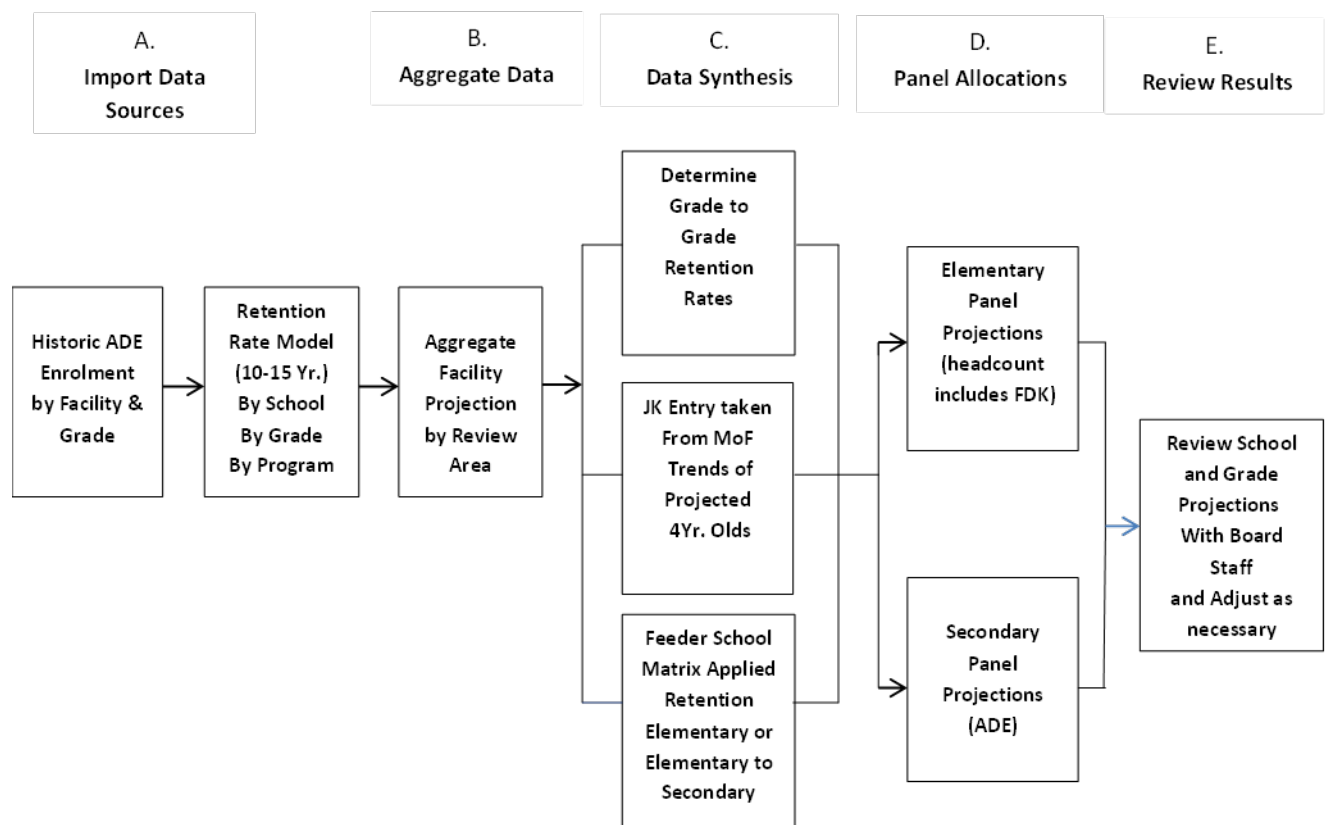 A.
Import Data
Sources
B.
Aggregate Data
C.
Data Synthesis
D.
Panel Allocations
E.
Review Results
Historic ADE
Enrolment
by Facility &
Grade
Retention
Rate Model
(10-15 Yr.)
By School
By Grade
By Program
Aggregate
Facility
Projection
by Review
Area
Determine
Grade to
Grade
Retention
Rates
JK Entry taken
From MoF
Trends of
Projected
4Yr. Olds
Feeder School
Matrix Applied
Retention
Elementary or
Elementary to
Secondary
Elementary
Panel
Projections
(headcount
includes FDK)
Secondary
Panel
Projections
(ADE)
Review School
and Grade
Projections
With Board
Staff
and Adjust as
necessary